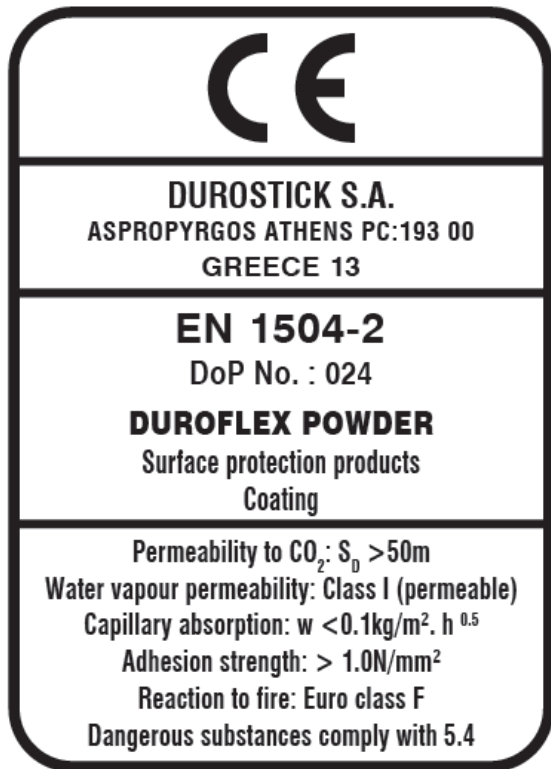 CE
DUROSTICK S.A.
ASPROPYRGOS ATHENS PC:193 00
GREECE 13
EN 1504-2
DoP No. : 024
DUROFLEX POWDER
Surface protection products
Coating
Permeability to CO₂: S_D >50m
Water vapour permeability: Class I (permeable)
Capillary absorption: w <0.1kg/m². h ⁰·⁵
Adhesion strength: > 1.0N/mm²
Reaction to fire: Euro class F
Dangerous substances comply with 5.4